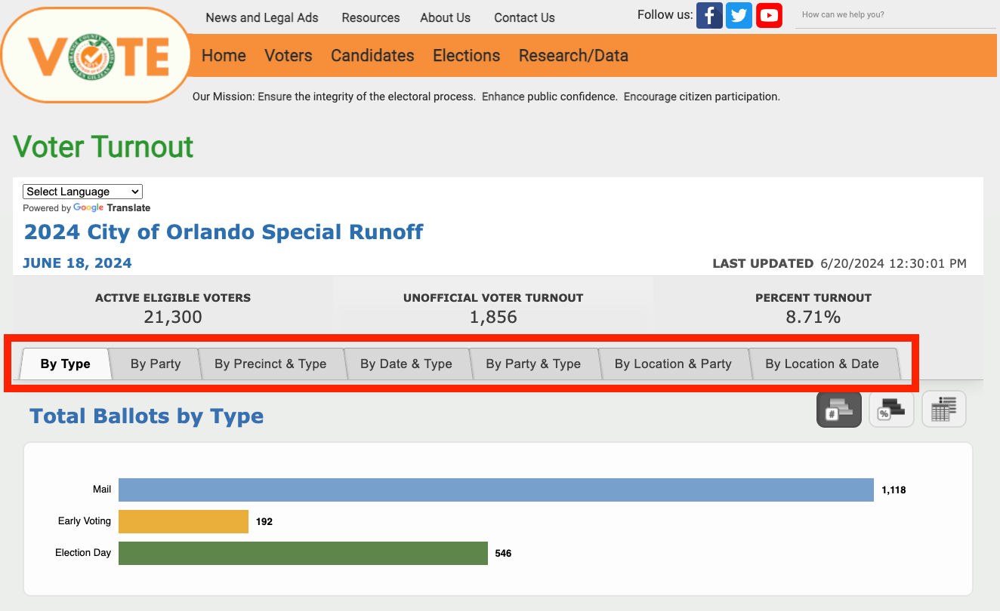 News and Legal Ads Resources About Us Contact Us Follow us: How can we help you?
VOTE
Home Voters Candidates Elections Research/Data
Our Mission: Ensure the integrity of the electoral process. Enhance public confidence. Encourage citizen participation.
Voter Turnout
Select Language
Powered by Google Translate
2024 City of Orlando Special Runoff
JUNE 18, 2024 LAST UPDATED 6/20/2024 12:30:01 PM
ACTIVE ELIGIBLE VOTERS UNOFFICIAL VOTER TURNOUT PERCENT TURNOUT
21,300 1,856 8.71%
By Type By Party By Precinct & Type By Date & Type By Party & Type By Location & Party By Location & Date
Total Ballots by Type # %
Mail 1,118
Early Voting 192
Election Day 546